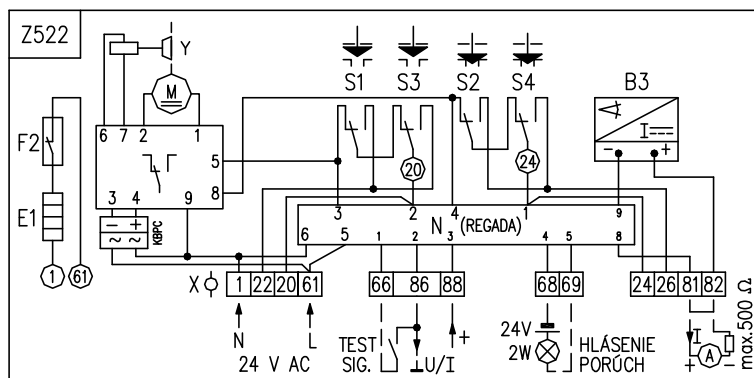 Z522
Y
S1 S3 S2 S4 B3
M
6 7 2 1
F2
5
8
I
- +
20 24
3 4 9
E1
- +
~ ~
KBPC
3 2 4 1 9
N (REGADA)
6 5 1 2 3 4 5 8
1 61
X 1 22 20 61 66 86 88 68 69 24 26 81 82
N L
24 V AC
TEST
SIG.
U/I
+
24V
2W
HLÁSENIE
PORÚCH
I
A
+ -
max.500 Ω